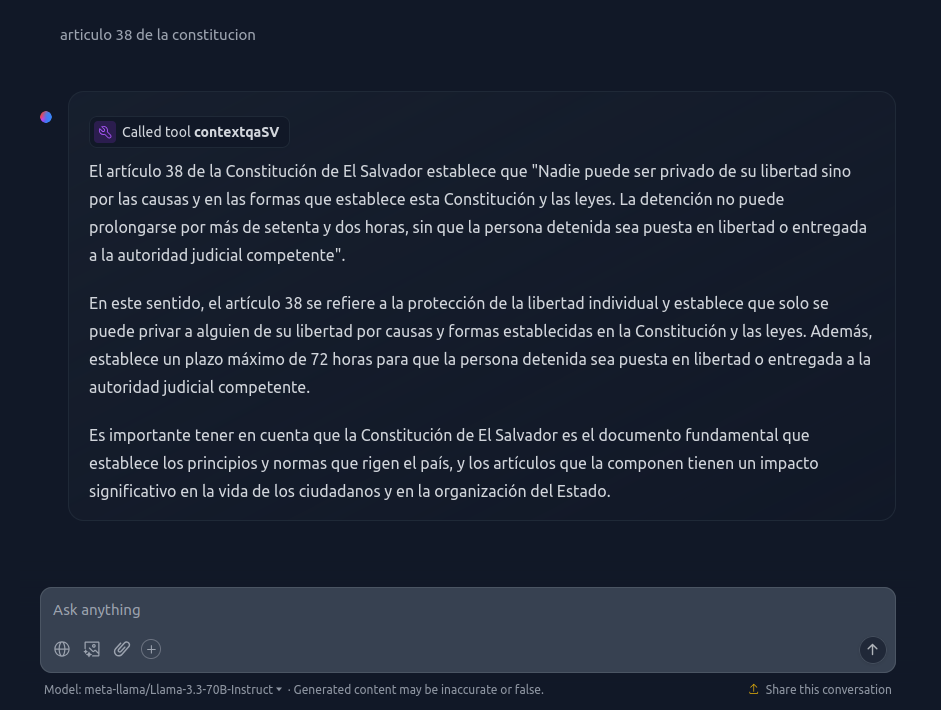 articulo 38 de la constitucion
Called tool contextqaSV
El artículo 38 de la Constitución de El Salvador establece que "Nadie puede ser privado de su libertad sino
por las causas y en las formas que establece esta Constitución y las leyes. La detención no puede
prolongarse por más de setenta y dos horas, sin que la persona detenida sea puesta en libertad o entregada
a la autoridad judicial competente".
En este sentido, el artículo 38 se refiere a la protección de la libertad individual y establece que solo se
puede privar a alguien de su libertad por causas y formas establecidas en la Constitución y las leyes. Además,
establece un plazo máximo de 72 horas para que la persona detenida sea puesta en libertad o entregada a la
autoridad judicial competente.
Es importante tener en cuenta que la Constitución de El Salvador es el documento fundamental que
establece los principios y normas que rigen el país, y los artículos que la componen tienen un impacto
significativo en la vida de los ciudadanos y en la organización del Estado.
Ask anything
Model: meta-llama/Llama-3.3-70B-Instruct · Generated content may be inaccurate or false.
Share this conversation